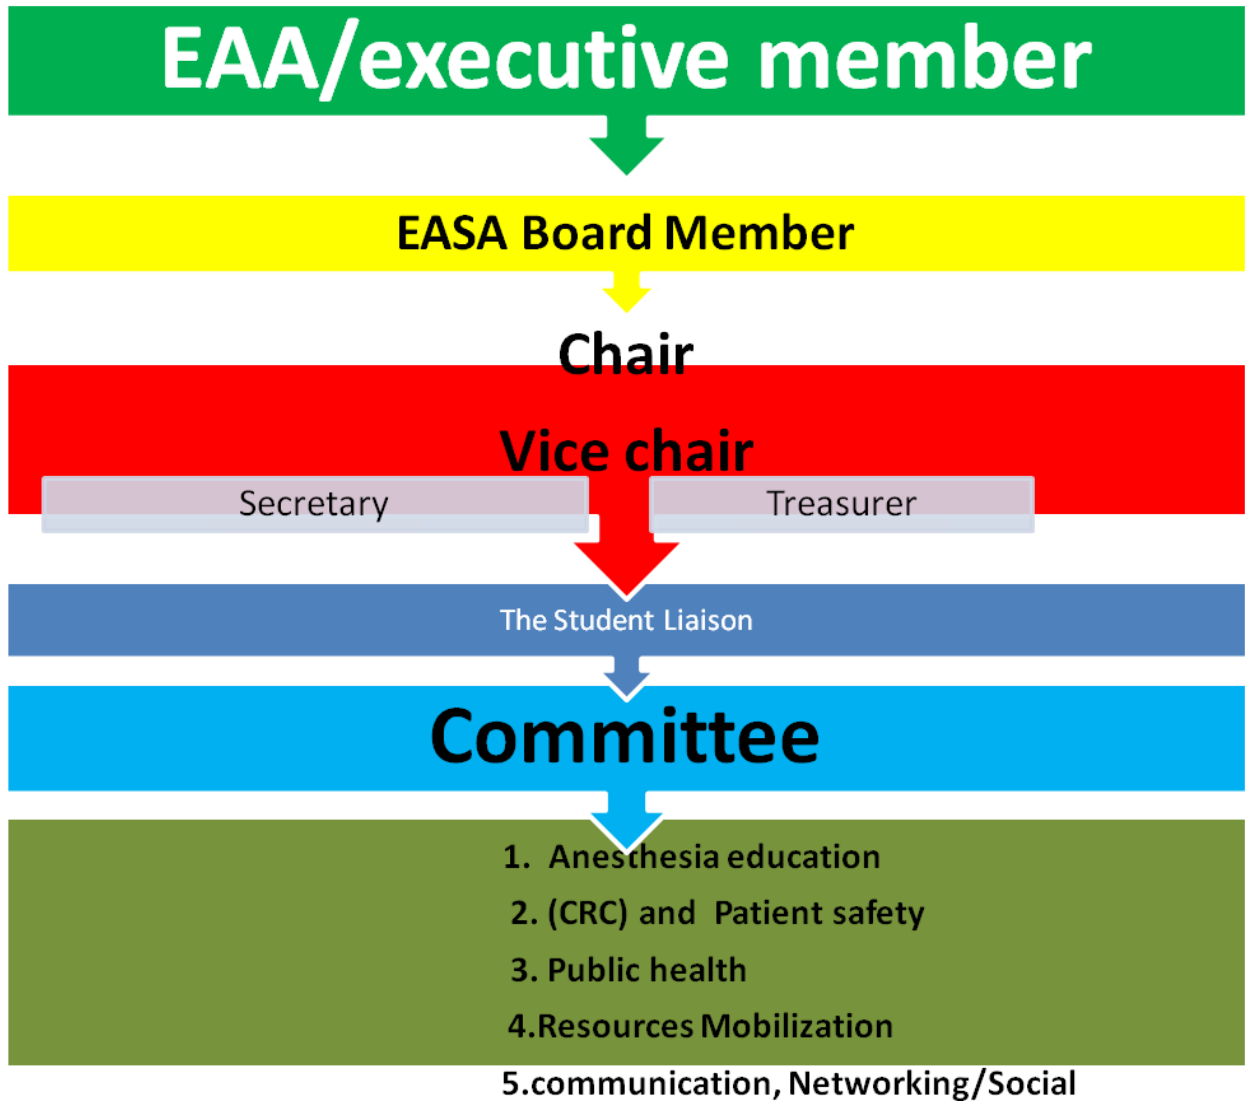 EAA/executive member
EASA Board Member
Chair
Vice chair
Secretary
Treasurer
The Student Liaison
Committee
1. Anesthesia education
2. (CRC) and Patient safety
3. Public health
4.Resources Mobilization
5.communication, Networking/Social